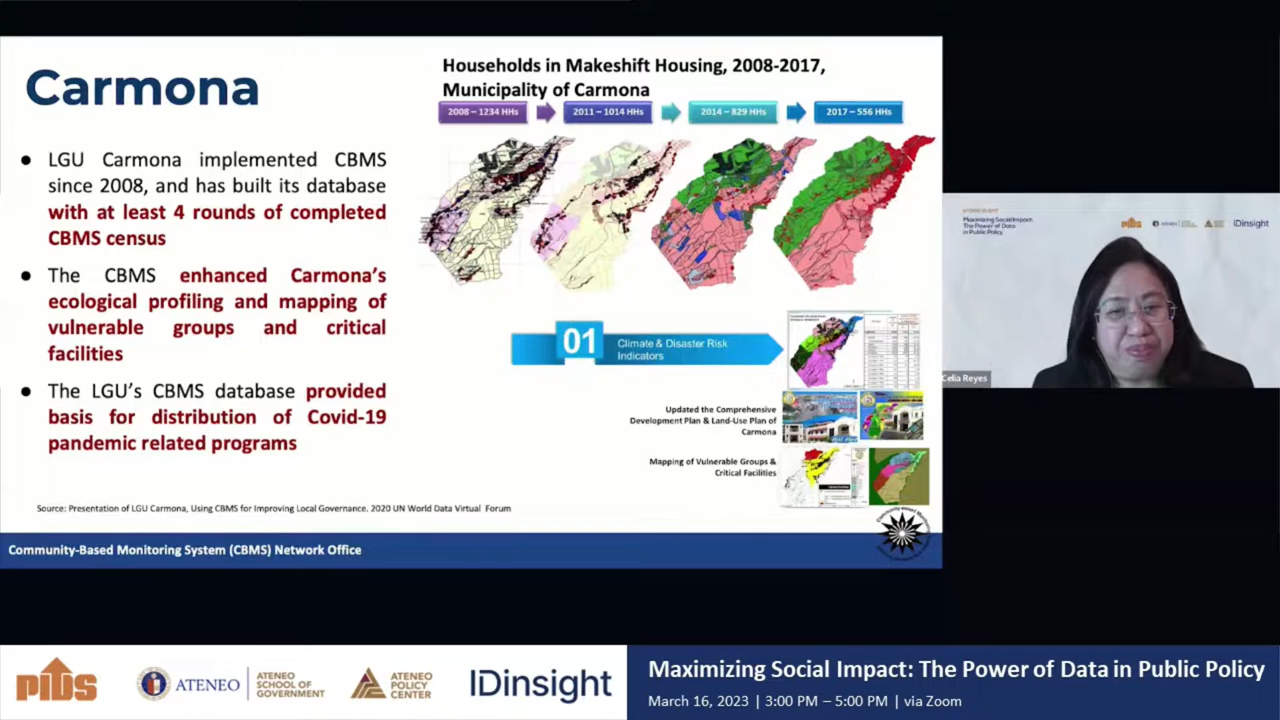 Carmona
● LGU Carmona implemented CBMS
since 2008, and has built its database
with at least 4 rounds of completed
CBMS census
● The CBMS enhanced Carmona's
ecological profiling and mapping of
vulnerable groups and critical
facilities
● The LGU's CBMS database provided
basis for distribution of Covid-19
pandemic related programs
Households in Makeshift Housing, 2008-2017,
Municipality of Carmona
2008 – 1234 HHs
2011 – 1014 HHs
2014 – 829 HHs
2017 – 556 HHs
01
Climate & Disaster Risk
Indicators
Updated the Comprehensive
Development Plan & Land-Use Plan of
Carmona
Mapping of Vulnerable Groups &
Critical Facilities
Source: Presentation of LGU Carmona, Using CBMS for Improving Local Governance. 2020 UN World Data Virtual Forum
Community-Based Monitoring System (CBMS) Network Office
Maximizing Social Impact:
The Power of Data
in Public Policy
PIDS
ATENEO
IDinsight
Celia Reyes
PIDS
ATENEO
ATENEO
SCHOOL OF
GOVERNMENT
ATENEO
POLICY
CENTER
IDinsight
Maximizing Social Impact: The Power of Data in Public Policy
March 16, 2023 | 3:00 PM – 5:00 PM | via Zoom